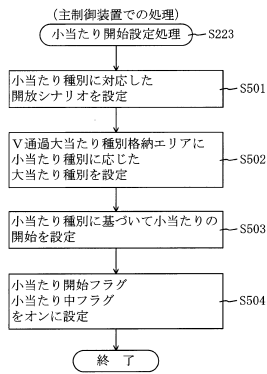 (主制御装置での処理)
小当たり開始設定処理
S223
小当たり種別に対応した
開放シナリオを設定
S501
V通過大当たり種別格納エリアに
小当たり種別に応じた
大当たり種別を設定
S502
小当たり種別に基づいて小当たりの
開始を設定
S503
小当たり開始フラグ
小当たり中フラグ
をオンに設定
S504
終 了